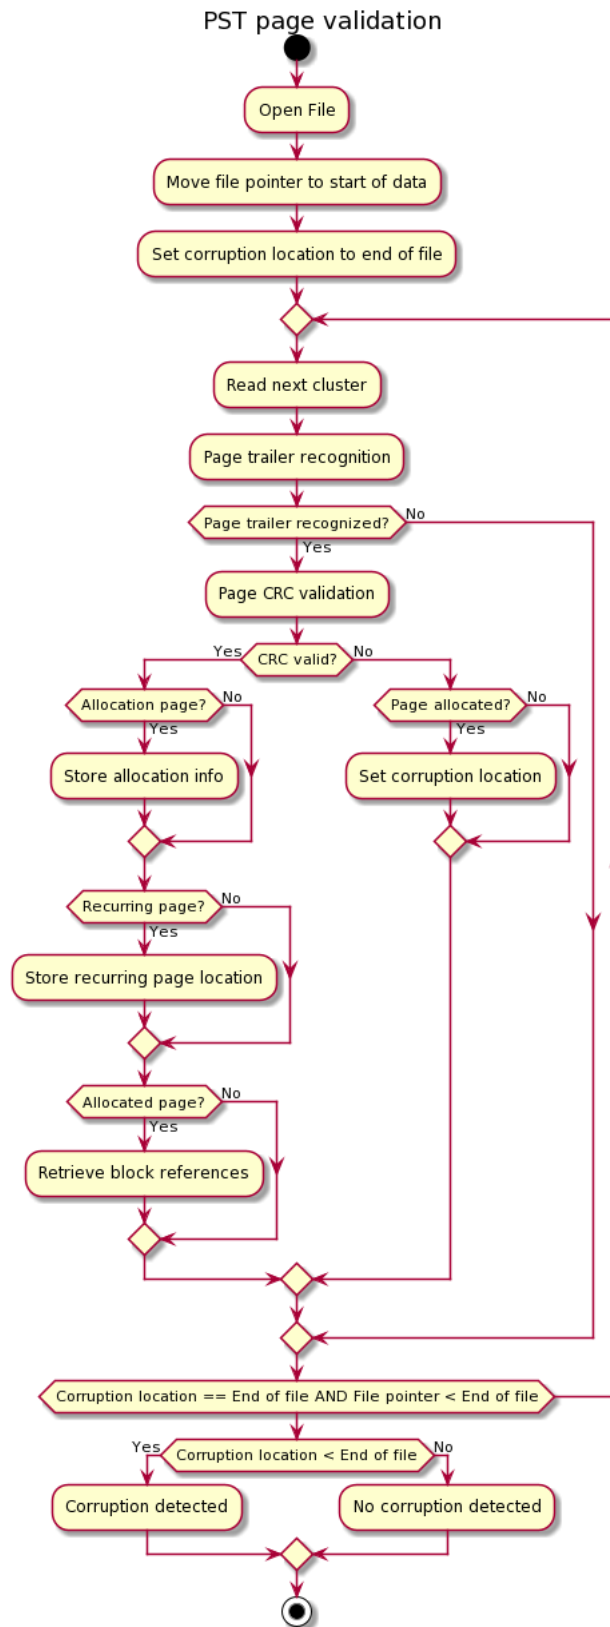 PST page validation
Open File
Move file pointer to start of data
Set corruption location to end of file
Read next cluster
Page trailer recognition
Page trailer recognized?
No
Yes
Page CRC validation
Yes
CRC valid?
No
Allocation page?
No
Yes
Store allocation info
Page allocated?
No
Yes
Set corruption location
Recurring page?
No
Yes
Store recurring page location
Allocated page?
No
Yes
Retrieve block references
Corruption location == End of file AND File pointer < End of file
Yes
Corruption location < End of file
No
Corruption detected
No corruption detected